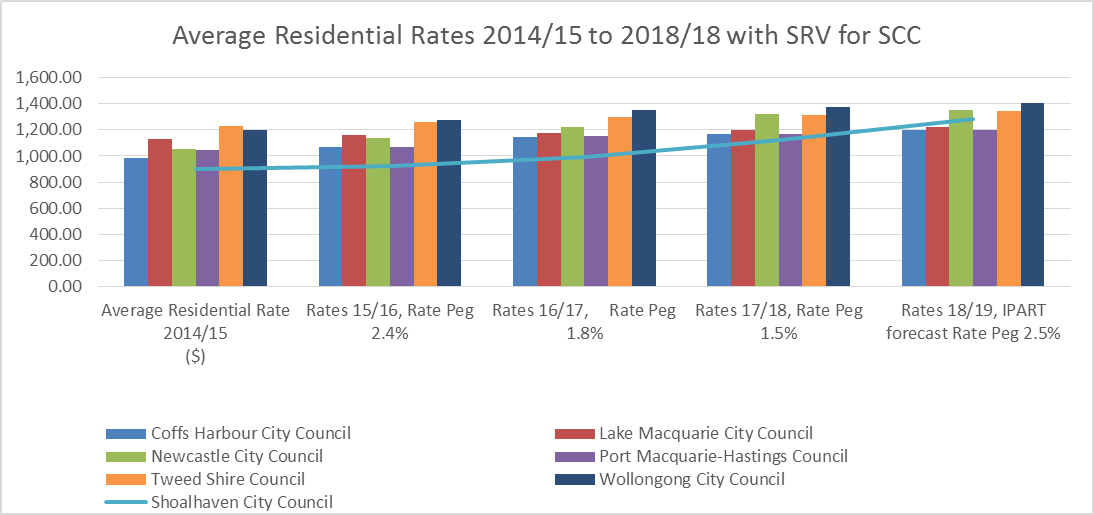 Average Residential Rates 2014/15 to 2018/18 with SRV for SCC
1,600.00
1,400.00
1,200.00
1,000.00
800.00
600.00
400.00
200.00
0.00
Average Residential Rate
2014/15
($)
Rates 15/16, Rate Peg
2.4%
Rates 16/17, Rate Peg
1.8%
Rates 17/18, Rate Peg
1.5%
Rates 18/19, IPART
forecast Rate Peg 2.5%
Coffs Harbour City Council
Lake Macquarie City Council
Newcastle City Council
Port Macquarie-Hastings Council
Tweed Shire Council
Wollongong City Council
Shoalhaven City Council